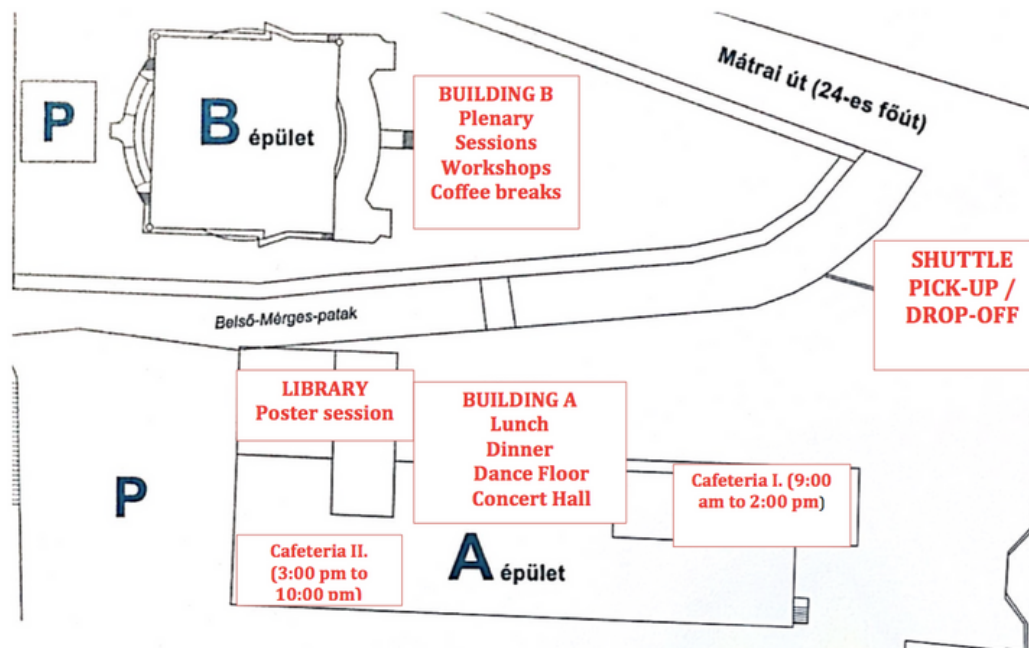 P
B épület
BUILDING B
Plenary
Sessions
Workshops
Coffee breaks
Mátrai út (24-es főút)
SHUTTLE
PICK-UP /
DROP-OFF
Belső-Mérges-patak
LIBRARY
Poster session
BUILDING A
Lunch
Dinner
Dance Floor
Concert Hall
Cafeteria I. (9:00
am to 2:00 pm)
P
Cafeteria II.
(3:00 pm to
10:00 pm)
A épület